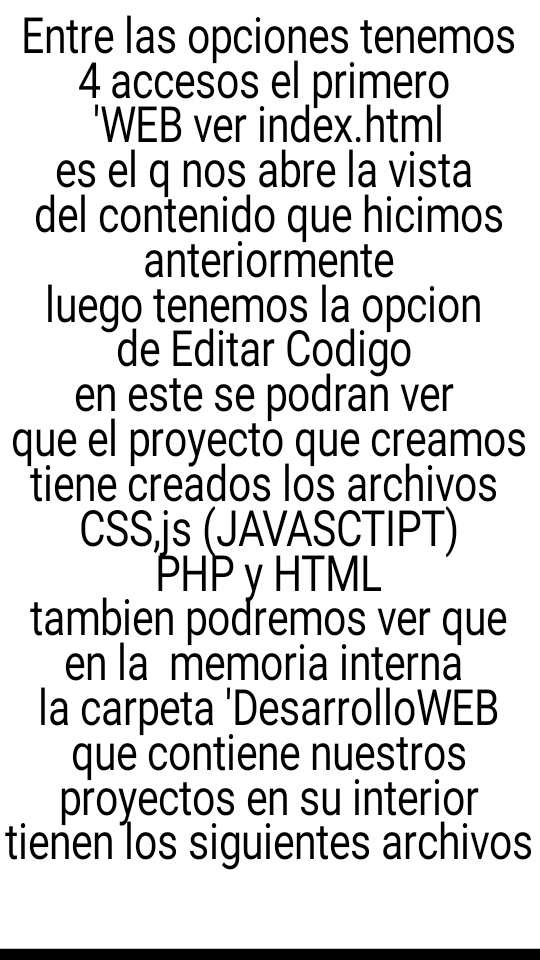 Entre las opciones tenemos
4 accesos el primero
'WEB ver index.html
es el q nos abre la vista
del contenido que hicimos
anteriormente
luego tenemos la opcion
de Editar Codigo
en este se podran ver
que el proyecto que creamos
tiene creados los archivos
CSS,js (JAVASCTIPT)
PHP y HTML
tambien podremos ver que
en la  memoria interna
la carpeta 'DesarrolloWEB
que contiene nuestros
proyectos en su interior
tienen los siguientes archivos